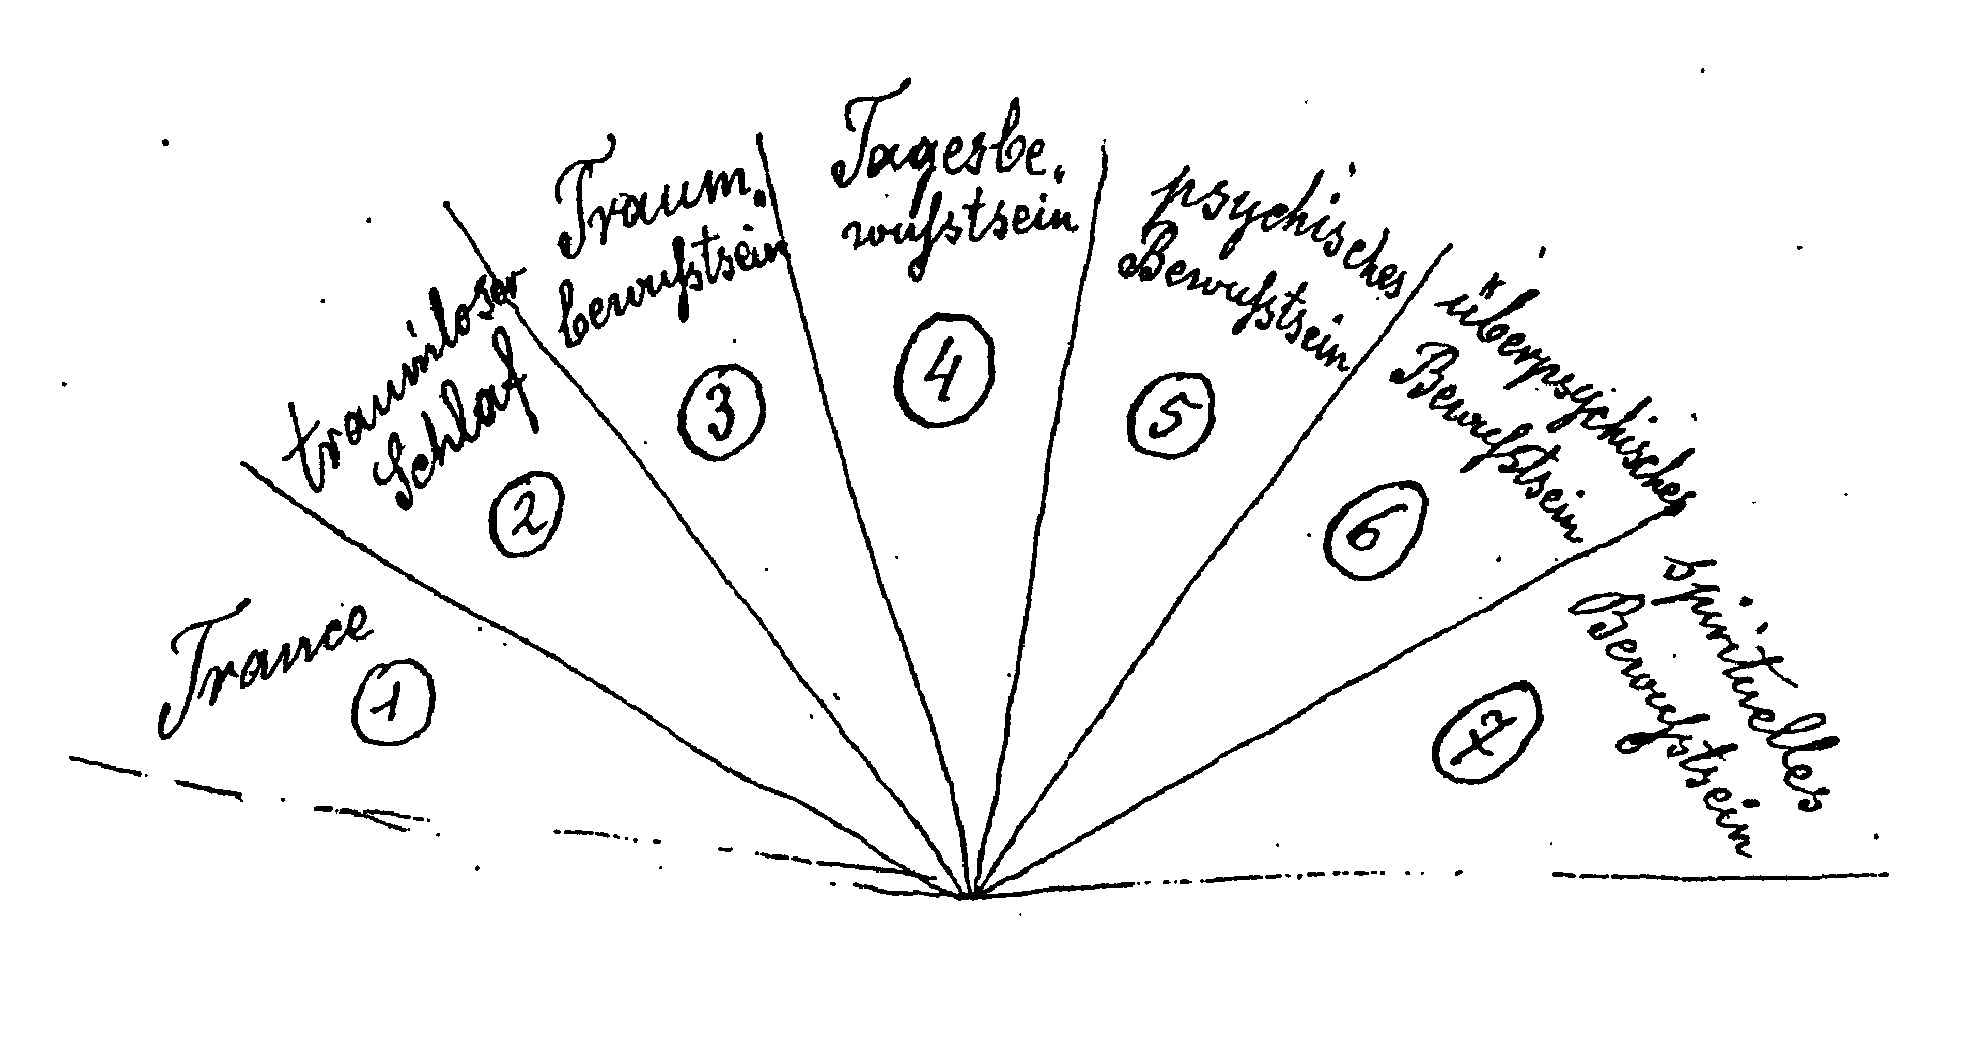 Trance
1
traumloser
Schlaf
2
Traum-
bewußtsein
3
Tagesbe-
wußtsein
4
psychisches
Bewußtsein
5
überpsychisches
Bewußtsein
6
spirituelles
Bewußtsein
7